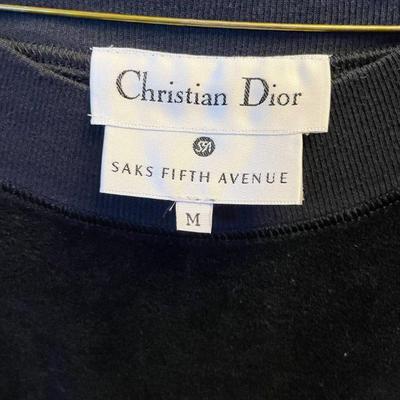 Christian Dior
SFA
SAKS FIFTH AVENUE
M